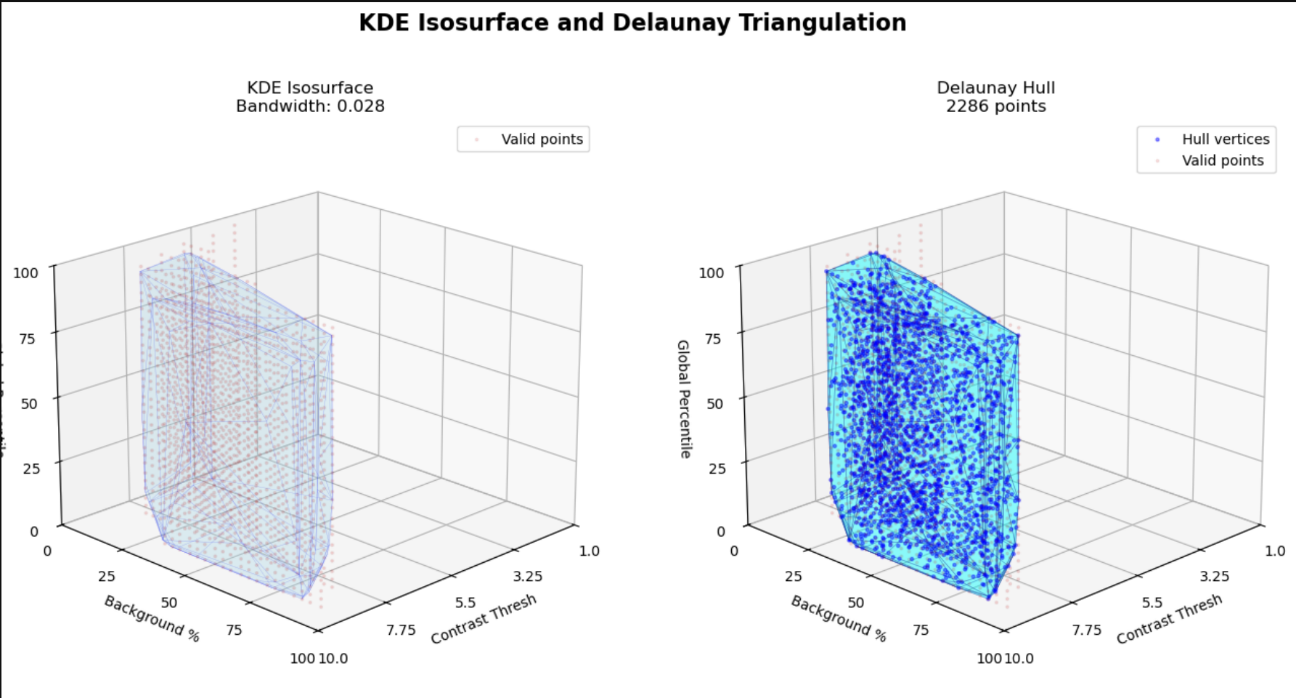 KDE Isosurface and Delaunay Triangulation
KDE Isosurface
Bandwidth: 0.028
Valid points
100
75
50
25
0
0
25
50
75
100
Background %
10.0
7.75
5.5
3.25
1.0
Contrast Thresh
Delaunay Hull
2286 points
Hull vertices
Valid points
Global Percentile
100
75
50
25
0
0
25
50
75
100
Background %
10.0
7.75
5.5
3.25
1.0
Contrast Thresh